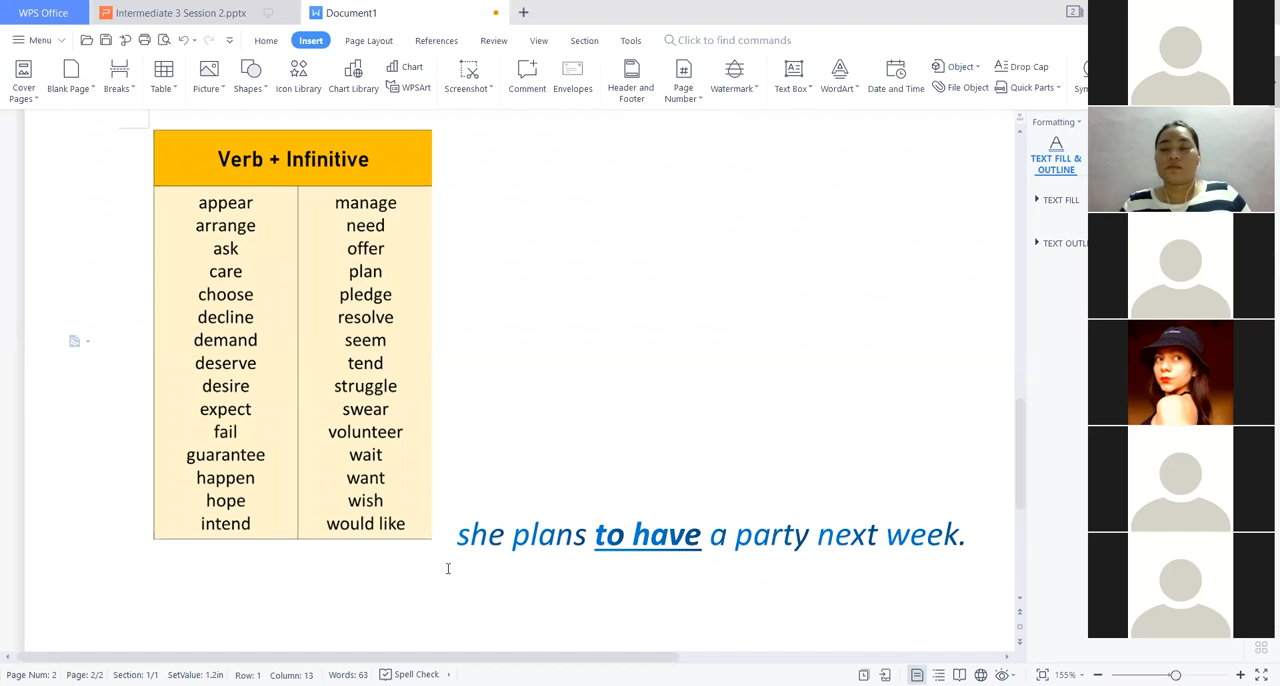 WPS Office
Intermediate 3 Session 2.pptx
Document1
2
Menu
Home
Insert
Page Layout
References
Review
View
Section
Tools
Click to find commands
Cover Pages
Blank Page
Breaks
Table
Picture
Shapes
Icon Library
Chart Library
Chart
WPSArt
Screenshot
Comment
Envelopes
Header and Footer
Page Number
Watermark
Text Box
WordArt
Date and Time
Object
File Object
Drop Cap
Quick Parts
Formatting
TEXT FILL &
OUTLINE
TEXT FILL
Verb + Infinitive
appear manage
arrange need
ask offer
care plan
choose pledge
decline resolve
demand seem
deserve tend
desire struggle
expect swear
fail volunteer
guarantee wait
happen want
hope wish
intend would like
she plans to have a party next week.
Page Num: 2 Page: 2/2 Section: 1/1 SetValue: 1.2in Row: 1 Column: 13 Words: 63 Spell Check 155%